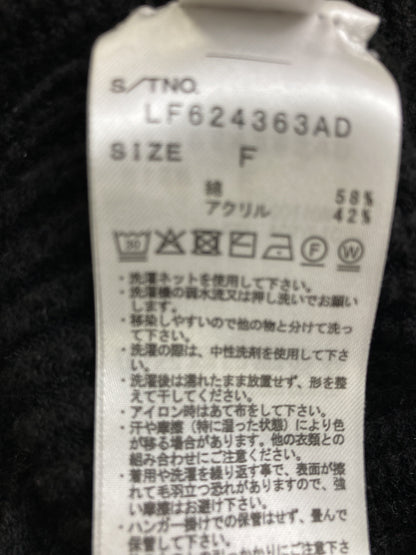 S/TNO.
LF624363AD
SIZE F
綿 58%
アクリル 42%
30 F W
・洗濯ネットを使用して下さい。
・洗濯機の弱水流又は押し洗いでお願い
します。
・移染しやすいので他の物と分けて洗っ
て下さい。
・洗濯の際は、中性洗剤を使用して下さ
い。
・洗濯後は濡れたまま放置せず、形を整
えて干してください。
・アイロン時はあて布をして下さい。
・汗や摩擦（特に湿った状態）により色
が移る場合があります。他の衣類との
組み合わせにご注意ください。
・着用や洗濯を繰り返す事で、表面が擦
れて毛羽立つ恐れがありますので、強
い摩擦はお避け下さい。
・ハンガー掛けでの保管はせず、畳んで
保管して下さい。